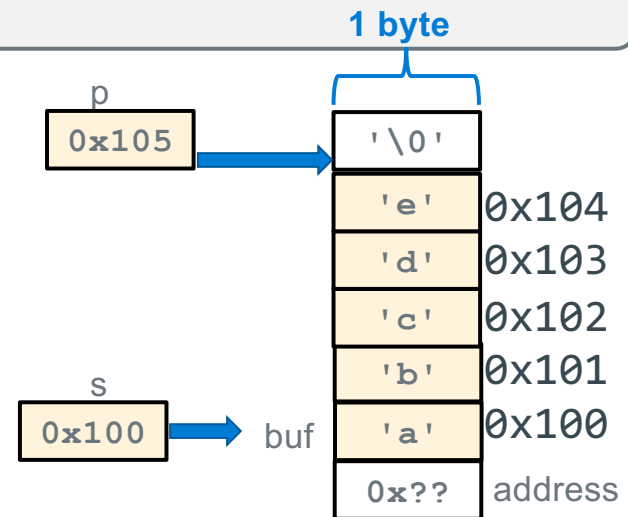 1 byte
p
0x105
'\0'
'e' 0x104
'd' 0x103
'c' 0x102
'b' 0x101
s
0x100
buf 'a' 0x100
0x?? address